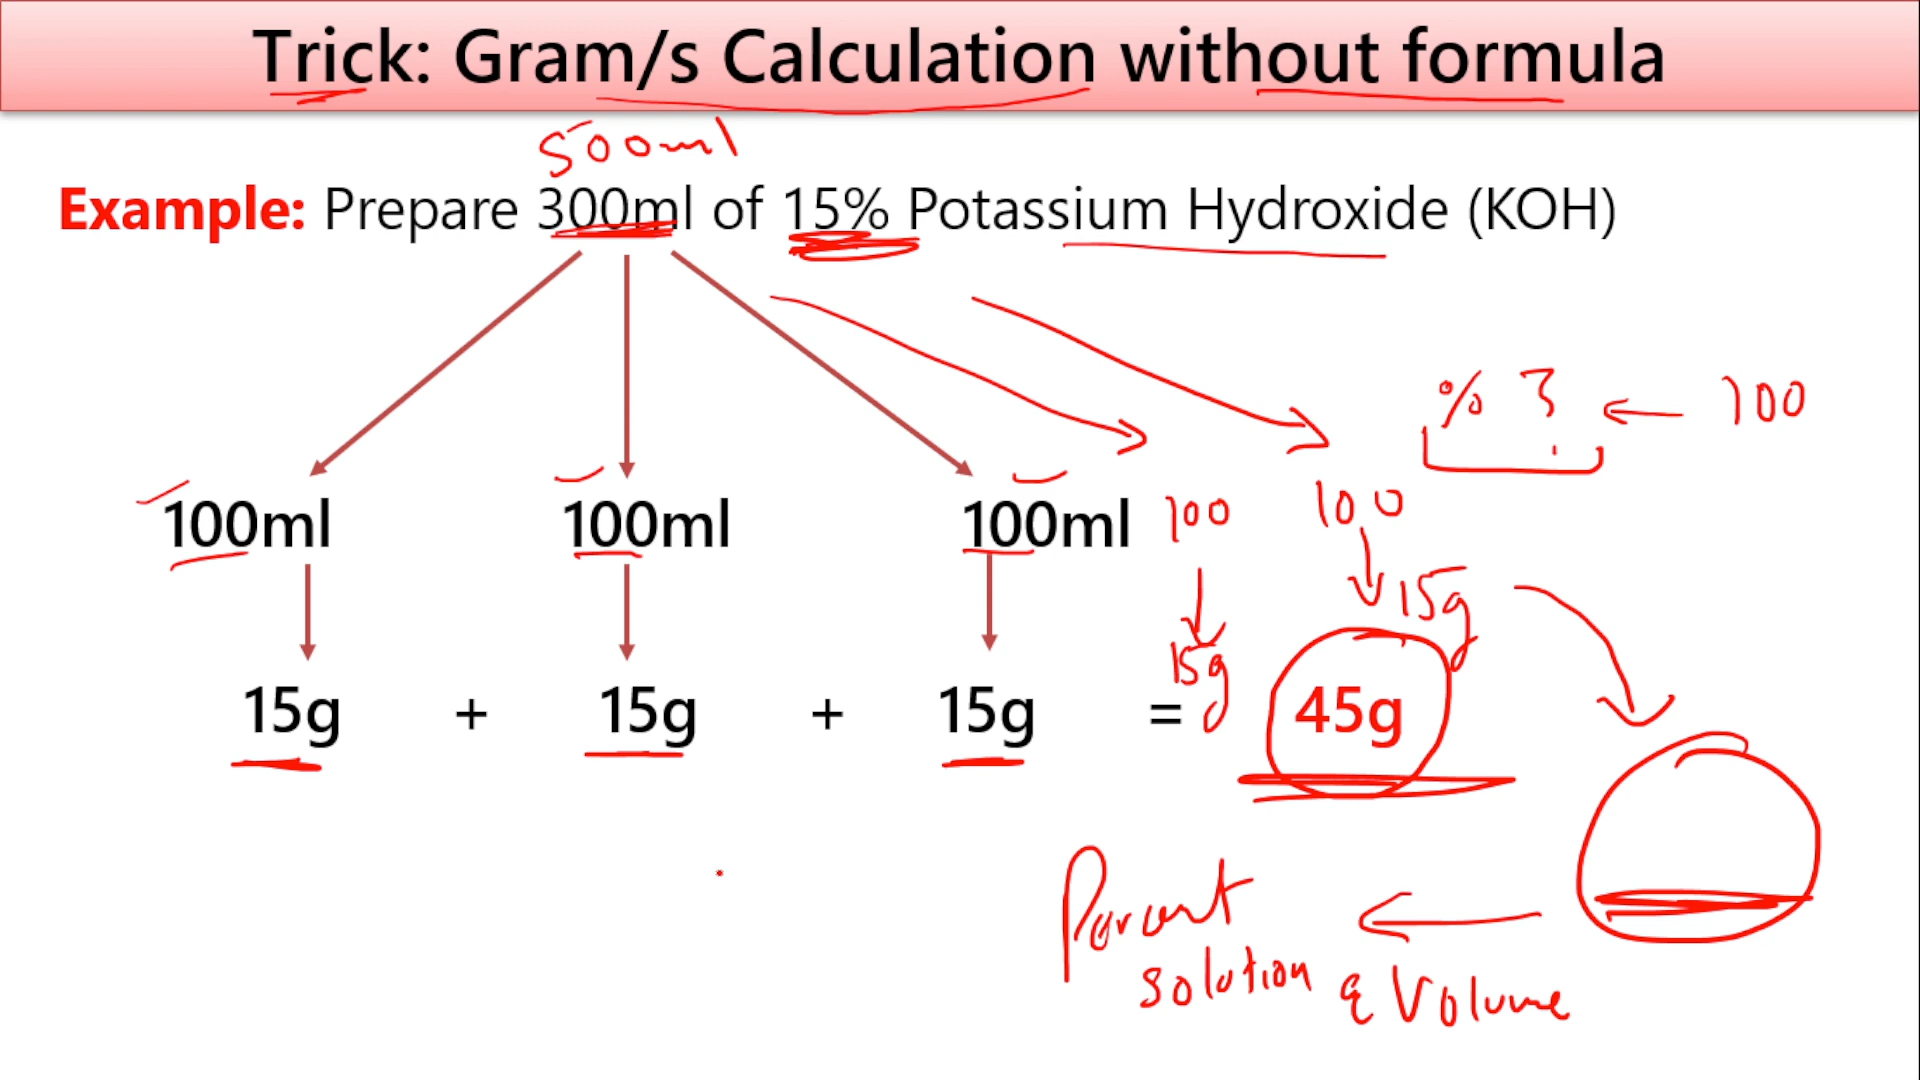 Trick: Gram/s Calculation without formula
500ml
Example: Prepare 300ml of 15% Potassium Hydroxide (KOH)
% ? ← 100
100ml 100ml 100ml 100 100
15g 15g
15g + 15g + 15g = 45g
Percent
solution & Volume